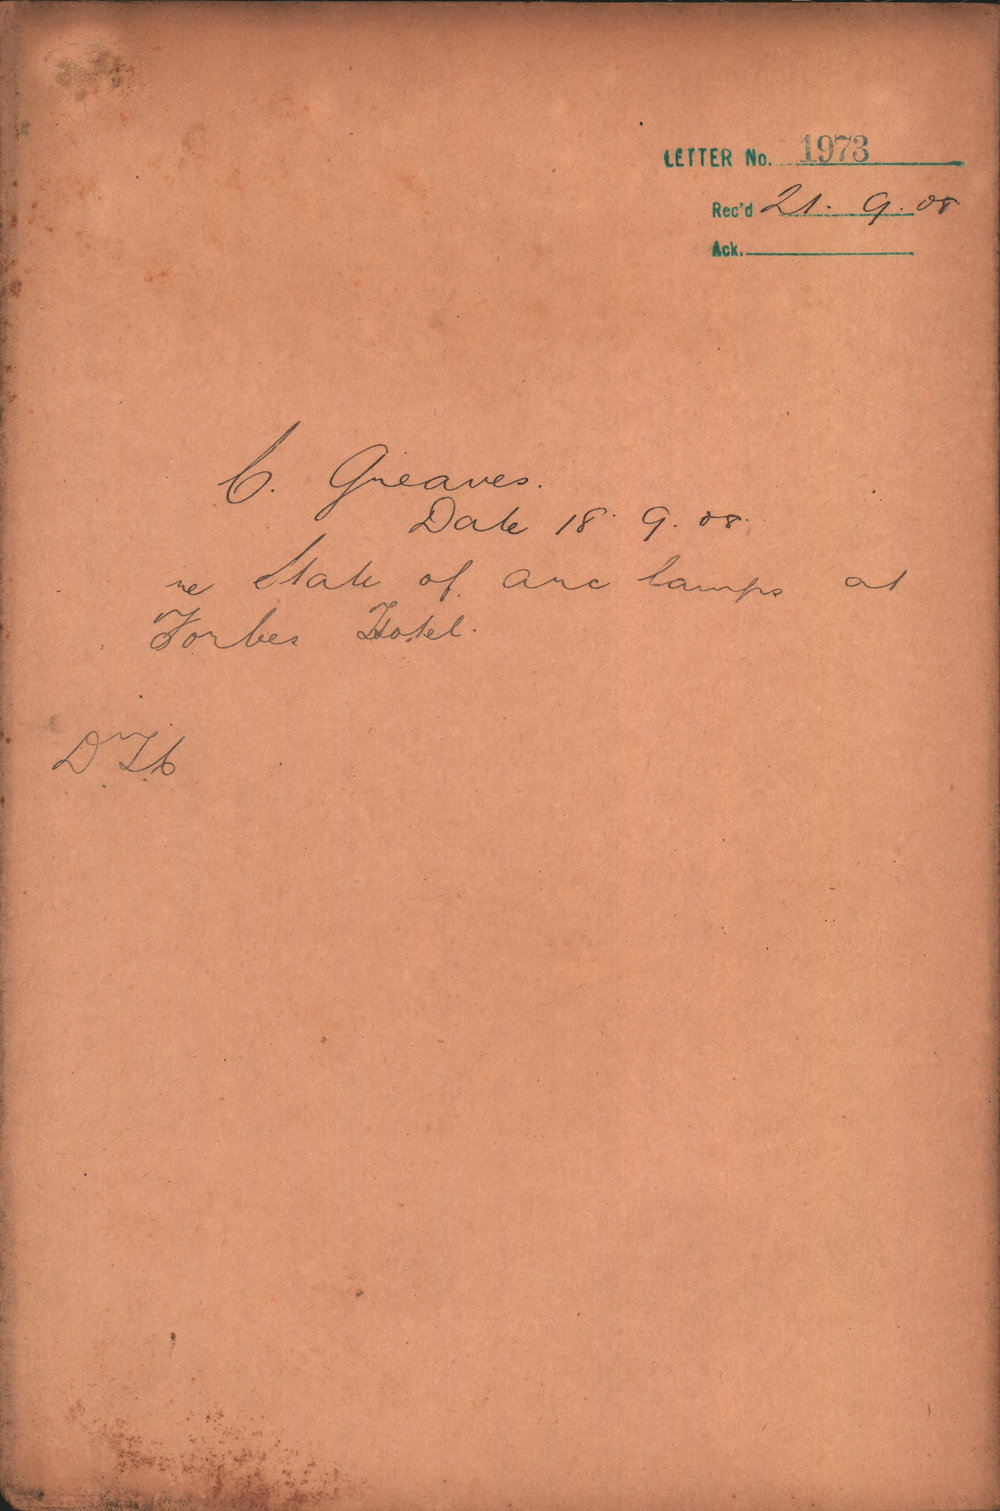 LETTER No. 1973
Rec'd 21. 9. 08
Ack.
C. Greaves.
Date 18. 9. 08.
re State of arc lamps at
Forbes Hotel.